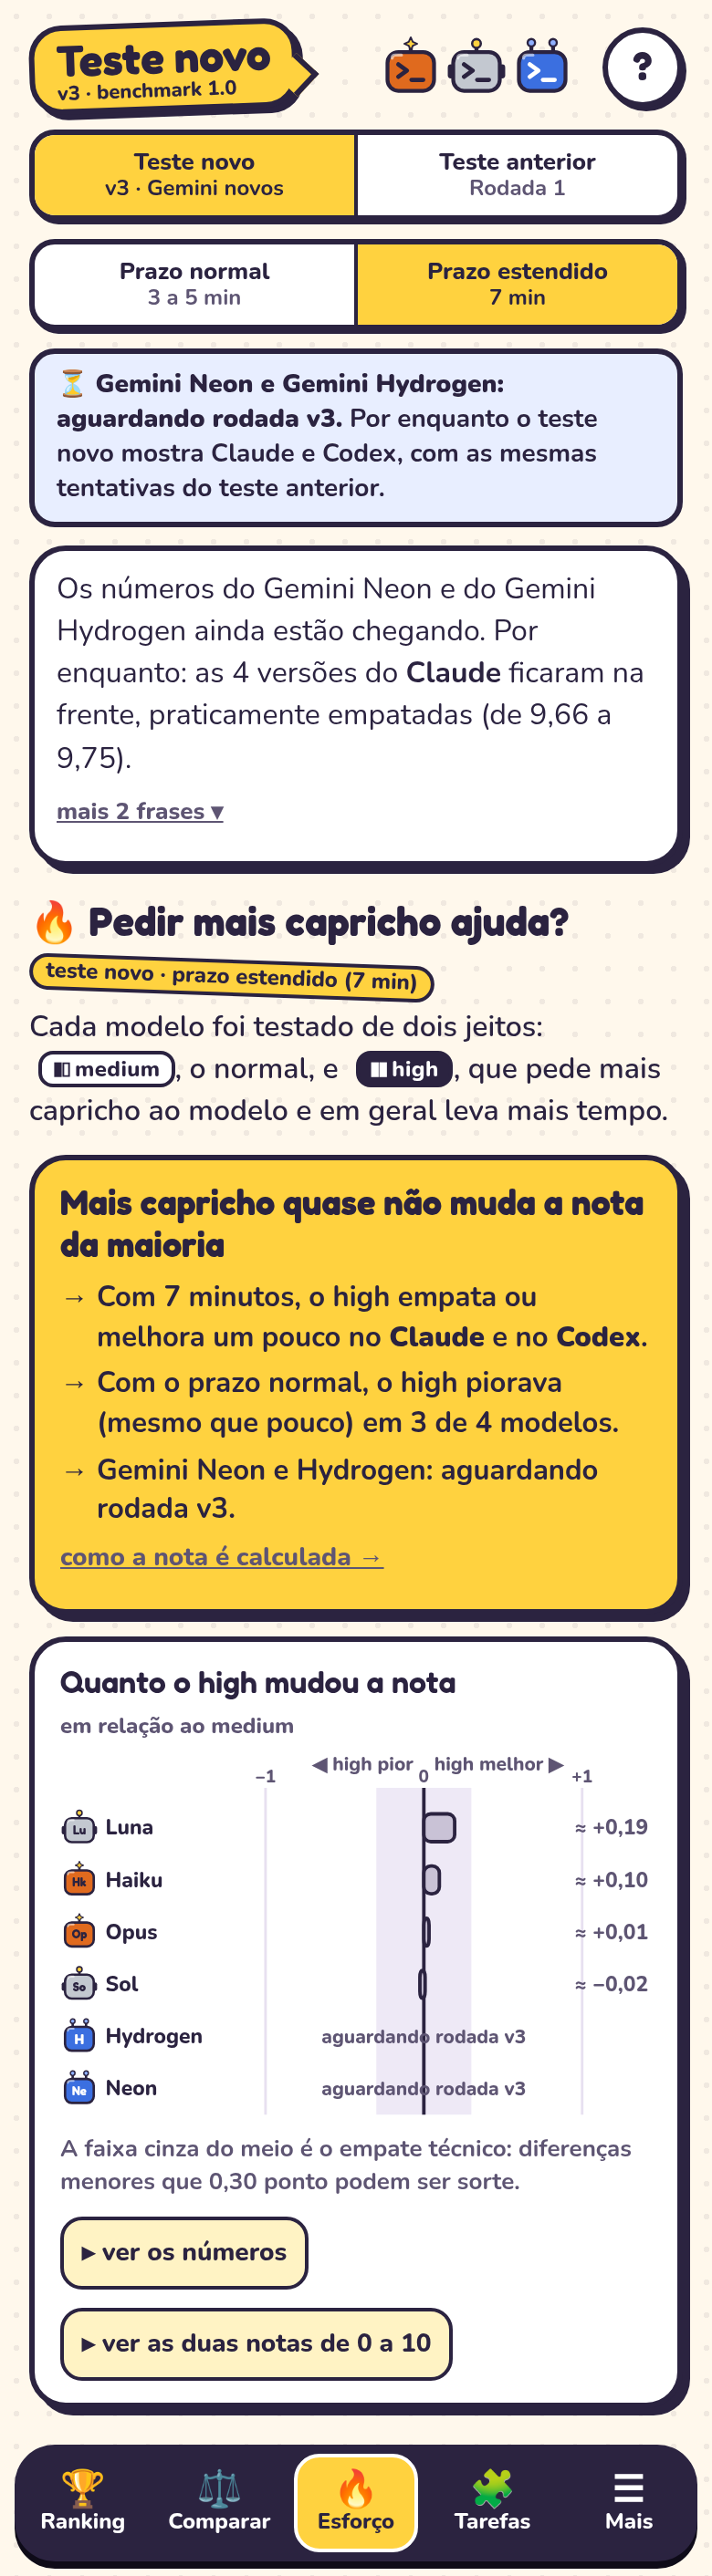 Teste novo
v3 · benchmark 1.0
?
Teste novo
v3 · Gemini novos
Teste anterior
Rodada 1
Prazo normal
3 a 5 min
Prazo estendido
7 min
⏳ Gemini Neon e Gemini Hydrogen:
aguardando rodada v3. Por enquanto o teste
novo mostra Claude e Codex, com as mesmas
tentativas do teste anterior.
Os números do Gemini Neon e do Gemini
Hydrogen ainda estão chegando. Por
enquanto: as 4 versões do Claude ficaram na
frente, praticamente empatadas (de 9,66 a
9,75).
mais 2 frases ▾
🔥 Pedir mais capricho ajuda?
teste novo · prazo estendido (7 min)
Cada modelo foi testado de dois jeitos:
medium, o normal, e high, que pede mais
capricho ao modelo e em geral leva mais tempo.
Mais capricho quase não muda a nota
da maioria
→ Com 7 minutos, o high empata ou
melhora um pouco no Claude e no Codex.
→ Com o prazo normal, o high piorava
(mesmo que pouco) em 3 de 4 modelos.
→ Gemini Neon e Hydrogen: aguardando
rodada v3.
como a nota é calculada →
Quanto o high mudou a nota
em relação ao medium
◀ high pior high melhor ▶
−1 0 +1
Lu Luna ≈ +0,19
Hk Haiku ≈ +0,10
Op Opus ≈ +0,01
So Sol ≈ −0,02
H Hydrogen aguardando rodada v3
Ne Neon aguardando rodada v3
A faixa cinza do meio é o empate técnico: diferenças
menores que 0,30 ponto podem ser sorte.
▸ ver os números
▸ ver as duas notas de 0 a 10
Ranking
Comparar
Esforço
Tarefas
Mais